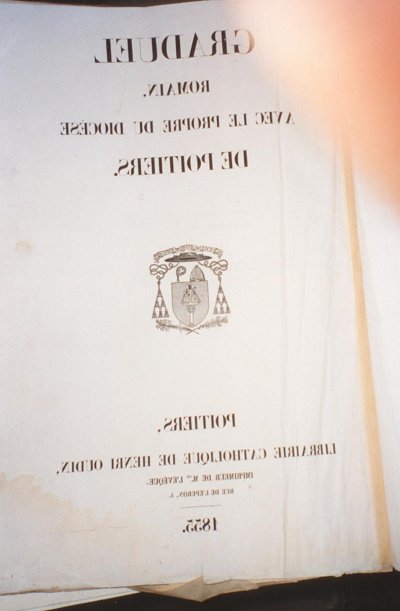 GRADUEL
ROMAIN,
AVEC LE PROPRE DU DIOCÈSE
DE POITIERS.
POITIERS,
LIBRAIRIE CATHOLIQUE DE HENRI OUDIN,
IMPRIMEUR DE M.GR L'ÉVÊQUE,
RUE DE L'ÉPERON, 4.
1855.